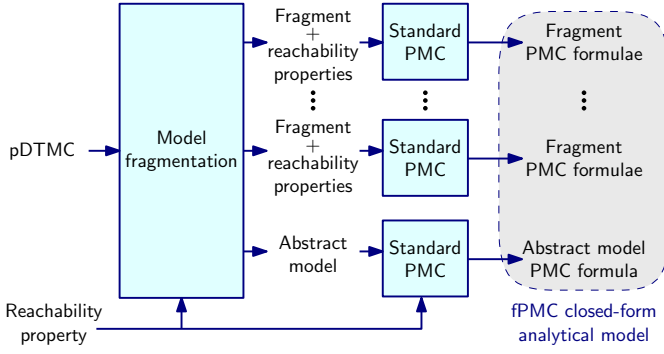 Fragment
+
reachability
properties
Standard
PMC
Fragment
PMC formulae
pDTMC
Model
fragmentation
Fragment
+
reachability
properties
Standard
PMC
Fragment
PMC formulae
Abstract
model
Standard
PMC
Abstract model
PMC formula
Reachability
property
fPMC closed-form
analytical model